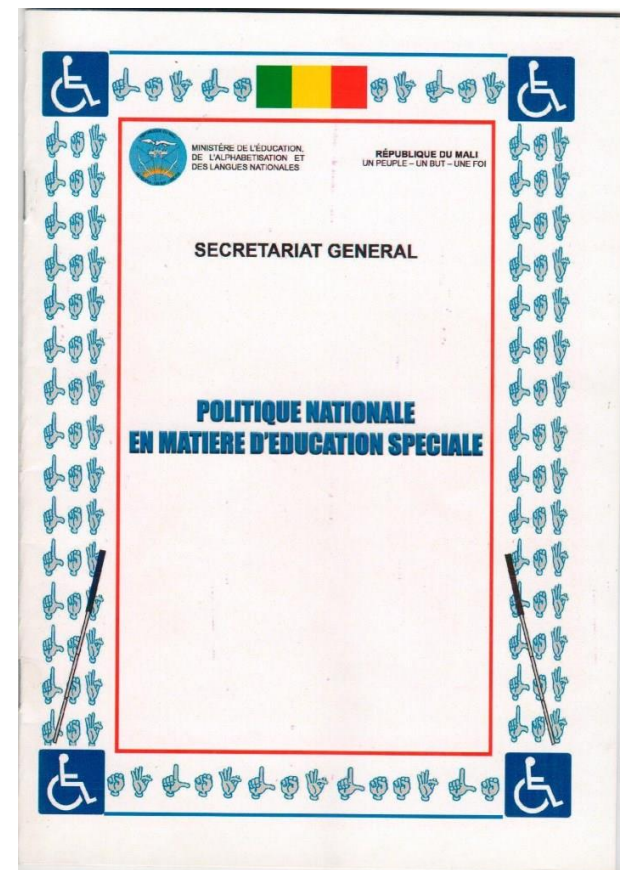 MINISTÈRE DE L'ÉDUCATION,
DE L'ALPHABETISATION ET
DES LANGUES NATIONALES
RÉPUBLIQUE DU MALI
UN PEUPLE – UN BUT – UNE FOI
SECRETARIAT GENERAL
POLITIQUE NATIONALE
EN MATIERE D'EDUCATION SPECIALE